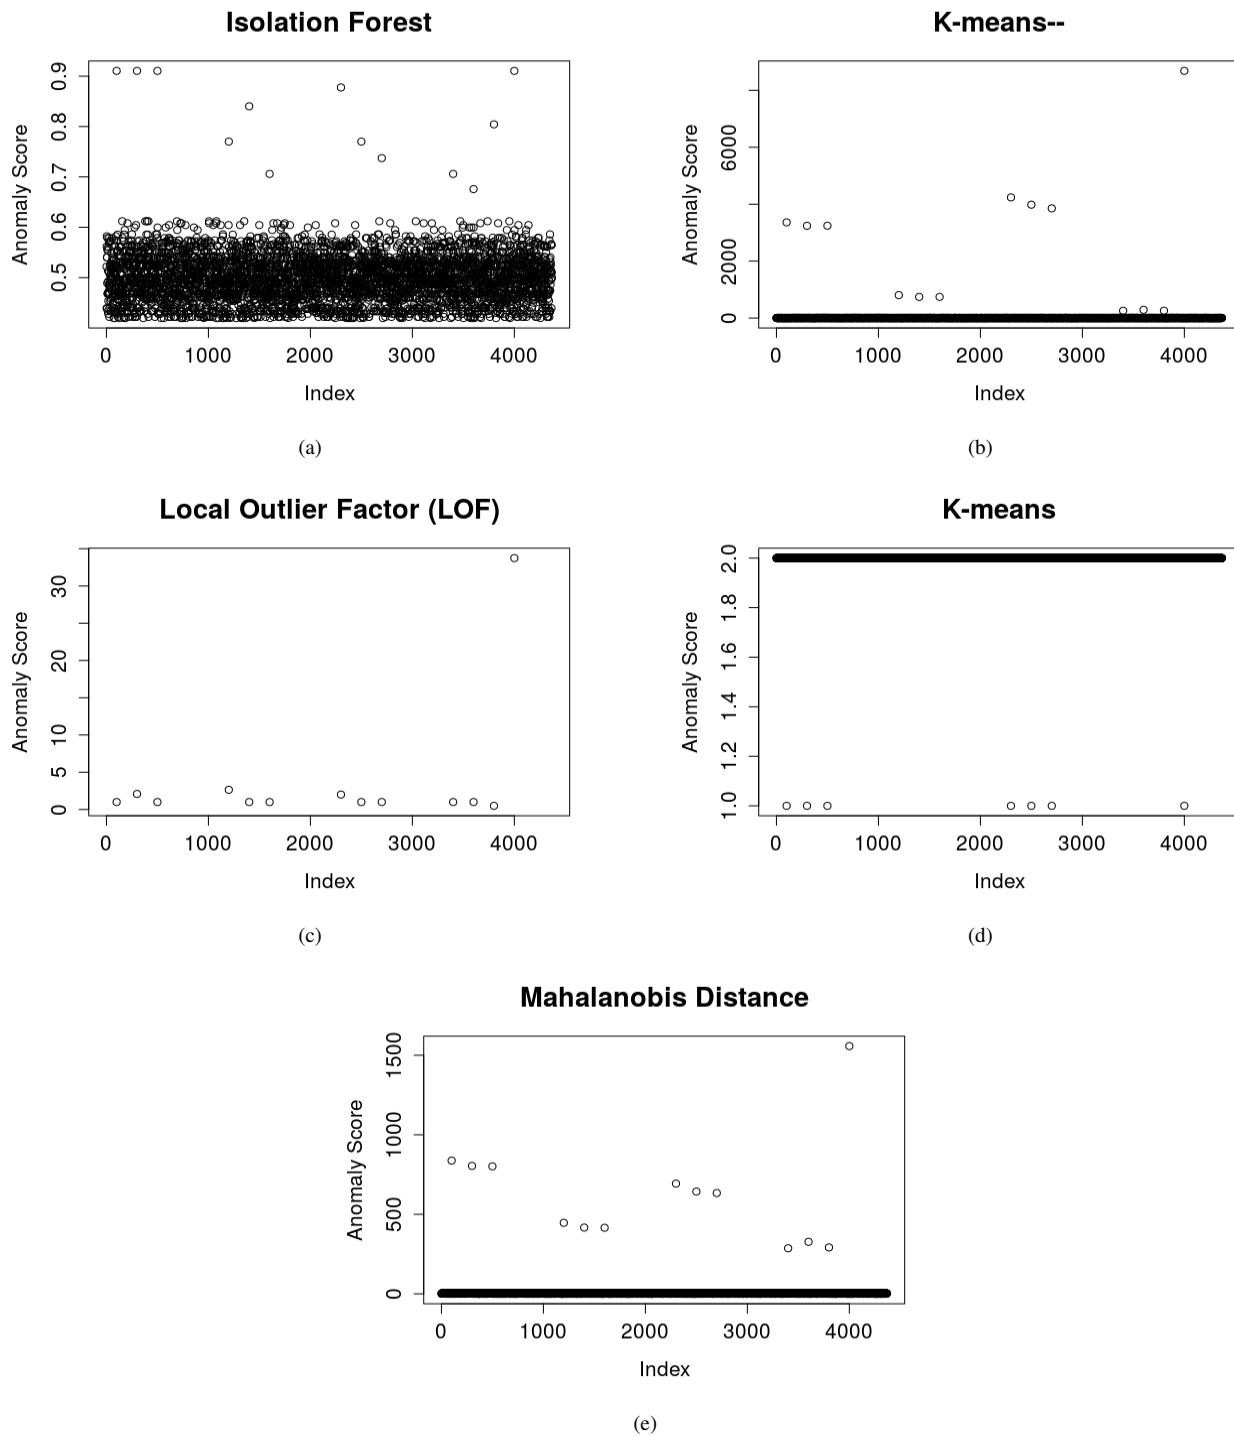 Isolation Forest
Anomaly Score
0.5 0.6 0.7 0.8 0.9
0 1000 2000 3000 4000
Index
(a)
K-means--
Anomaly Score
0 2000 6000
0 1000 2000 3000 4000
Index
(b)
Local Outlier Factor (LOF)
Anomaly Score
0 5 10 20 30
0 1000 2000 3000 4000
Index
(c)
K-means
Anomaly Score
1.0 1.2 1.4 1.6 1.8 2.0
0 1000 2000 3000 4000
Index
(d)
Mahalanobis Distance
Anomaly Score
0 500 1000 1500
0 1000 2000 3000 4000
Index
(e)